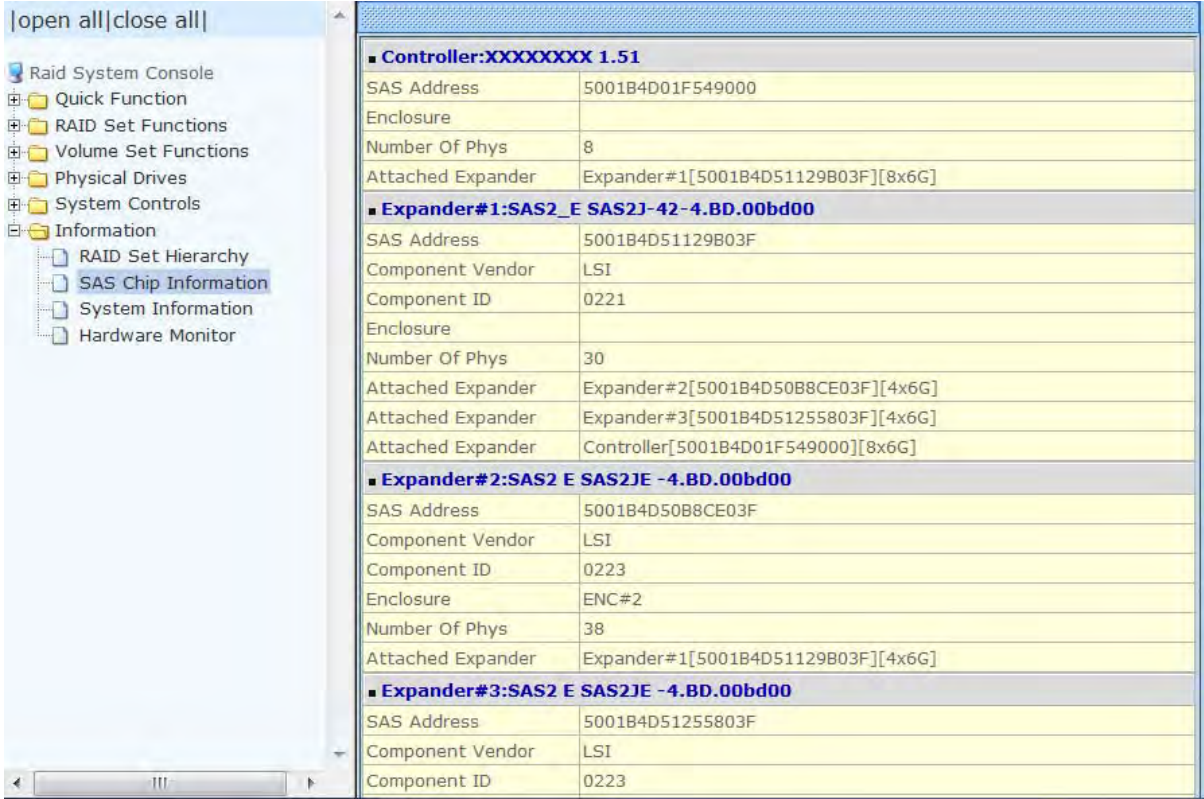 |open all|close all|
Raid System Console
Quick Function
RAID Set Functions
Volume Set Functions
Physical Drives
System Controls
Information
RAID Set Hierarchy
SAS Chip Information
System Information
Hardware Monitor
Controller:XXXXXXXX 1.51
SAS Address 5001B4D01F549000
Enclosure
Number Of Phys 8
Attached Expander Expander#1[5001B4D51129B03F][8x6G]
Expander#1:SAS2_E SAS2J-42-4.BD.00bd00
SAS Address 5001B4D51129B03F
Component Vendor LSI
Component ID 0221
Enclosure
Number Of Phys 30
Attached Expander Expander#2[5001B4D50B8CE03F][4x6G]
Attached Expander Expander#3[5001B4D51255803F][4x6G]
Attached Expander Controller[5001B4D01F549000][8x6G]
Expander#2:SAS2 E SAS2JE -4.BD.00bd00
SAS Address 5001B4D50B8CE03F
Component Vendor LSI
Component ID 0223
Enclosure ENC#2
Number Of Phys 38
Attached Expander Expander#1[5001B4D51129B03F][4x6G]
Expander#3:SAS2 E SAS2JE -4.BD.00bd00
SAS Address 5001B4D51255803F
Component Vendor LSI
Component ID 0223